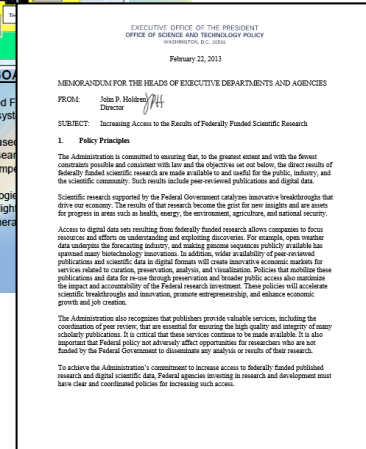 EXECUTIVE OFFICE OF THE PRESIDENT
OFFICE OF SCIENCE AND TECHNOLOGY POLICY
WASHINGTON, D.C. 20502
February 22, 2013
MEMORANDUM FOR THE HEADS OF EXECUTIVE DEPARTMENTS AND AGENCIES
FROM: John P. Holdren
Director
SUBJECT: Increasing Access to the Results of Federally Funded Scientific Research
1. Policy Principles
The Administration is committed to ensuring that, to the greatest extent and with the fewest
constraints possible and consistent with law and the objectives set out below, the direct results of
federally funded scientific research are made available to and useful for the public, industry, and
the scientific community. Such results include peer-reviewed publications and digital data.
Scientific research supported by the Federal Government catalyzes innovative breakthroughs that
drive our economy. The results of that research become the grist for new insights and are assets
for progress in areas such as health, energy, the environment, agriculture, and national security.
Access to digital data sets resulting from federally funded research allows companies to focus
resources and efforts on understanding and exploiting discoveries. For example, open weather
data underpins the forecasting industry, and making genome sequences publicly available has
spawned many biotechnology innovations. In addition, wider availability of peer-reviewed
publications and scientific data in digital formats will create innovative economic markets for
services related to curation, preservation, analysis, and visualization. Policies that mobilize these
publications and data for re-use through preservation and broader public access also maximize
the impact and accountability of the Federal research investment. These policies will accelerate
scientific breakthroughs and innovation, promote entrepreneurship, and enhance economic
growth and job creation.
The Administration also recognizes that publishers provide valuable services, including the
coordination of peer review, that are essential for ensuring the high quality and integrity of many
scholarly publications. It is critical that these services continue to be made available. It is also
important that Federal policy not adversely affect opportunities for researchers who are not
funded by the Federal Government to disseminate any analysis or results of their research.
To achieve the Administration's commitment to increase access to federally funded published
research and digital scientific data, Federal agencies investing in research and development must
have clear and coordinated policies for increasing such access.